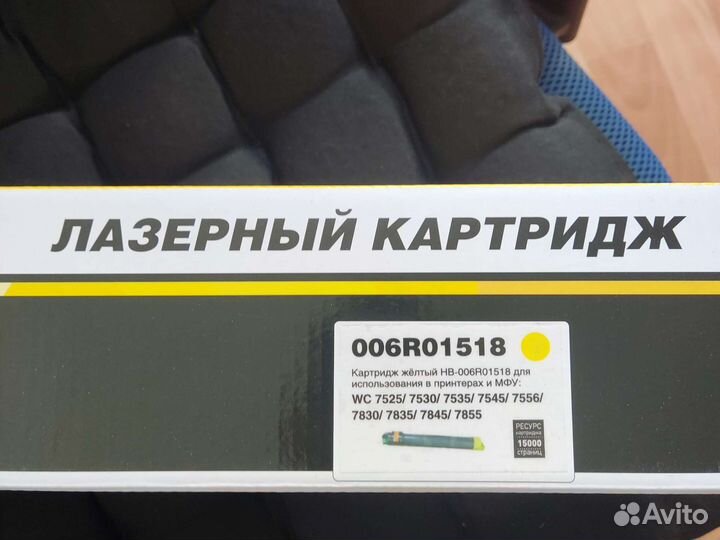 ЛАЗЕРНЫЙ КАРТРИДЖ
006R01518
Картридж жёлтый HB-006R01518 для
использования в принтерах и МФУ:
WC 7525/ 7530/ 7535/ 7545/ 7556/
7830/ 7835/ 7845/ 7855
РЕСУРС
картриджа
15000
страниц
Avito